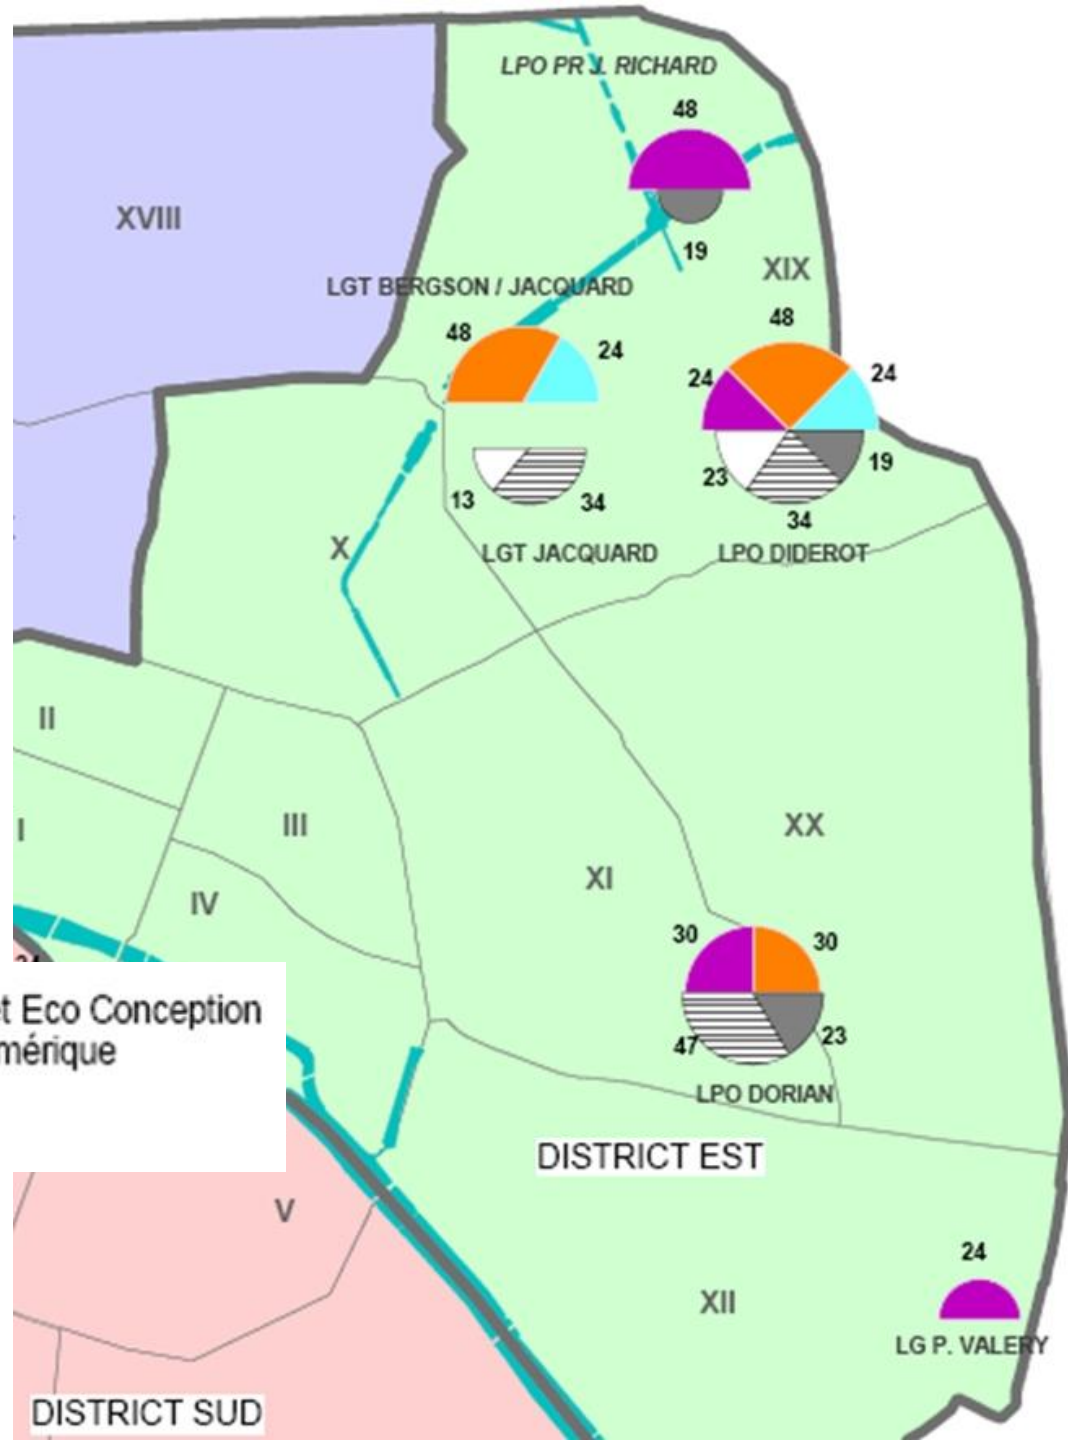 LPO PR J. RICHARD
48
XVIII
19
XIX
LGT BERGSON / JACQUARD
48
48
24
24
24
23
19
13
34
34
X
LGT JACQUARD
LPO DIDEROT
II
III
XX
I
XI
IV
30
30
et Eco Conception
mérique
47
23
LPO DORIAN
DISTRICT EST
V
24
XII
LG P. VALERY
DISTRICT SUD